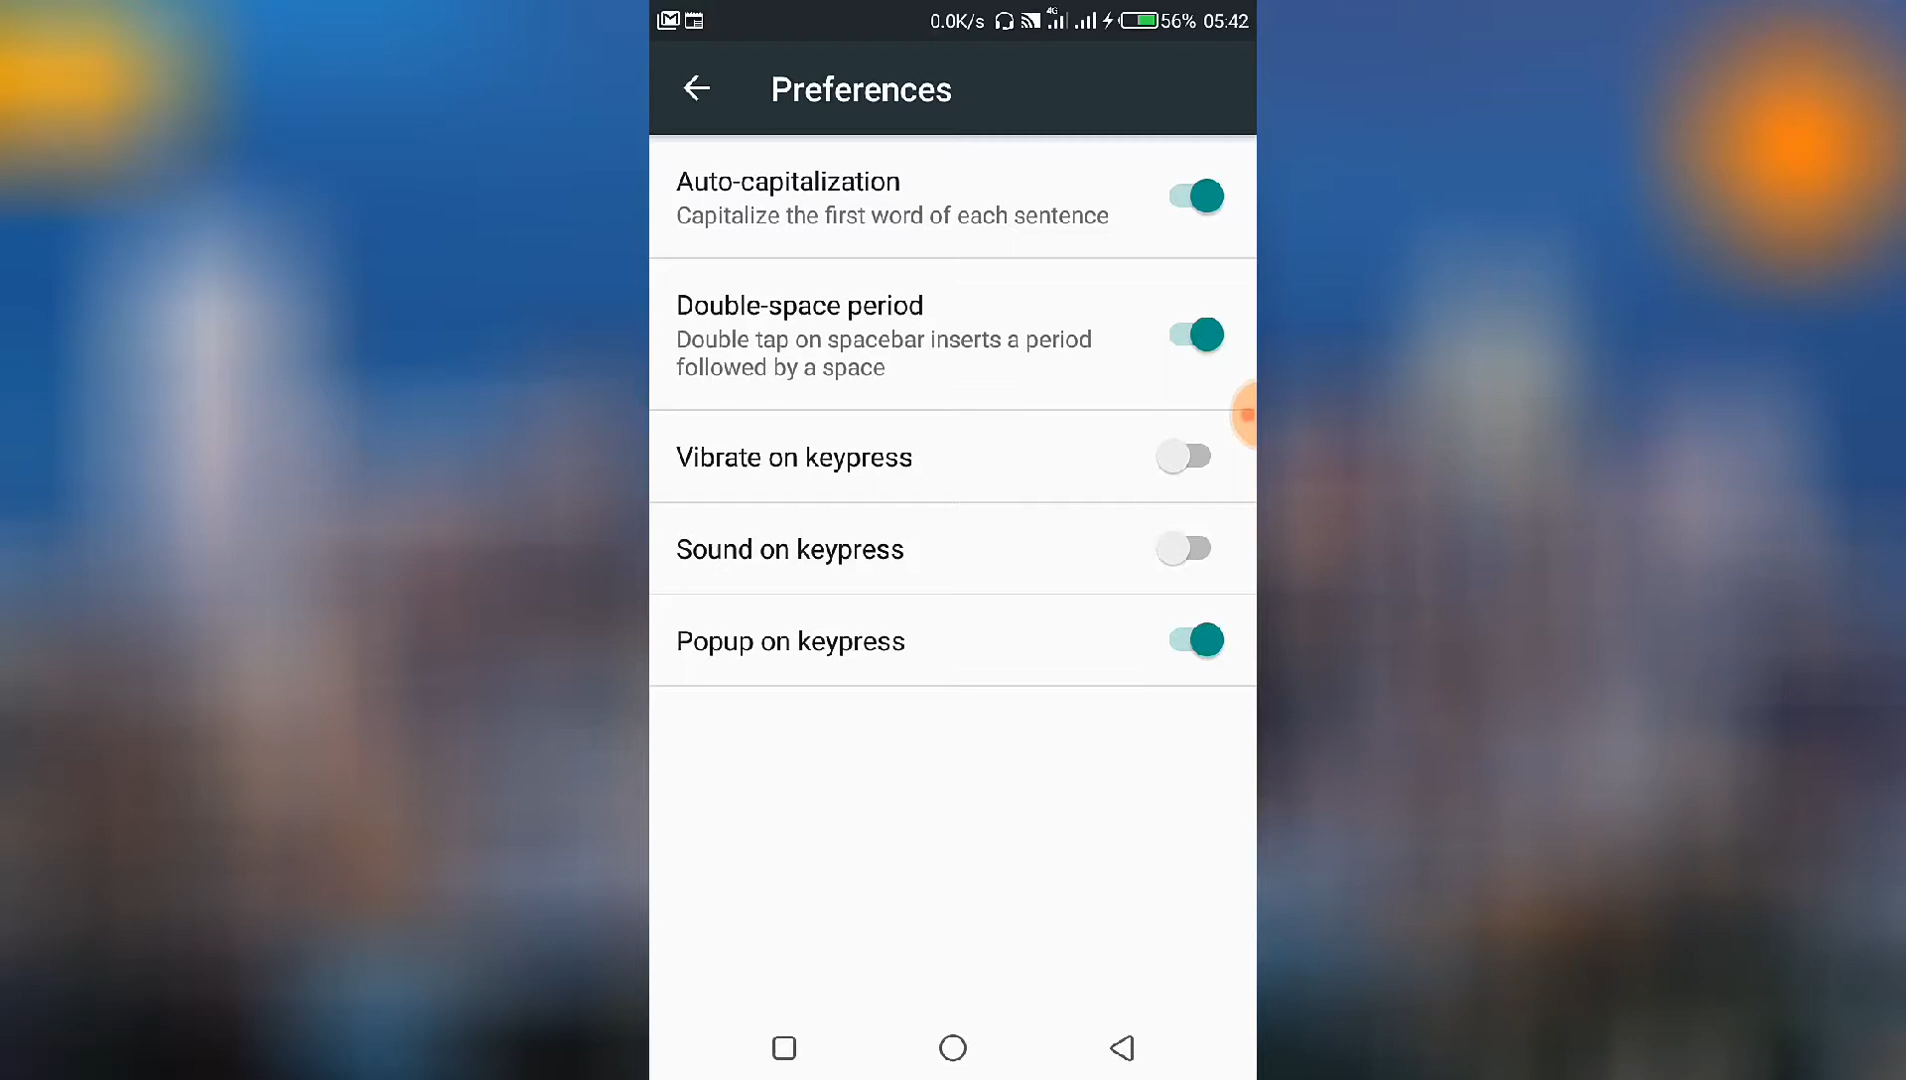 0.0K/s 4G 56% 05:42
Preferences
Auto-capitalization
Capitalize the first word of each sentence
Double-space period
Double tap on spacebar inserts a period
followed by a space
Vibrate on keypress
Sound on keypress
Popup on keypress